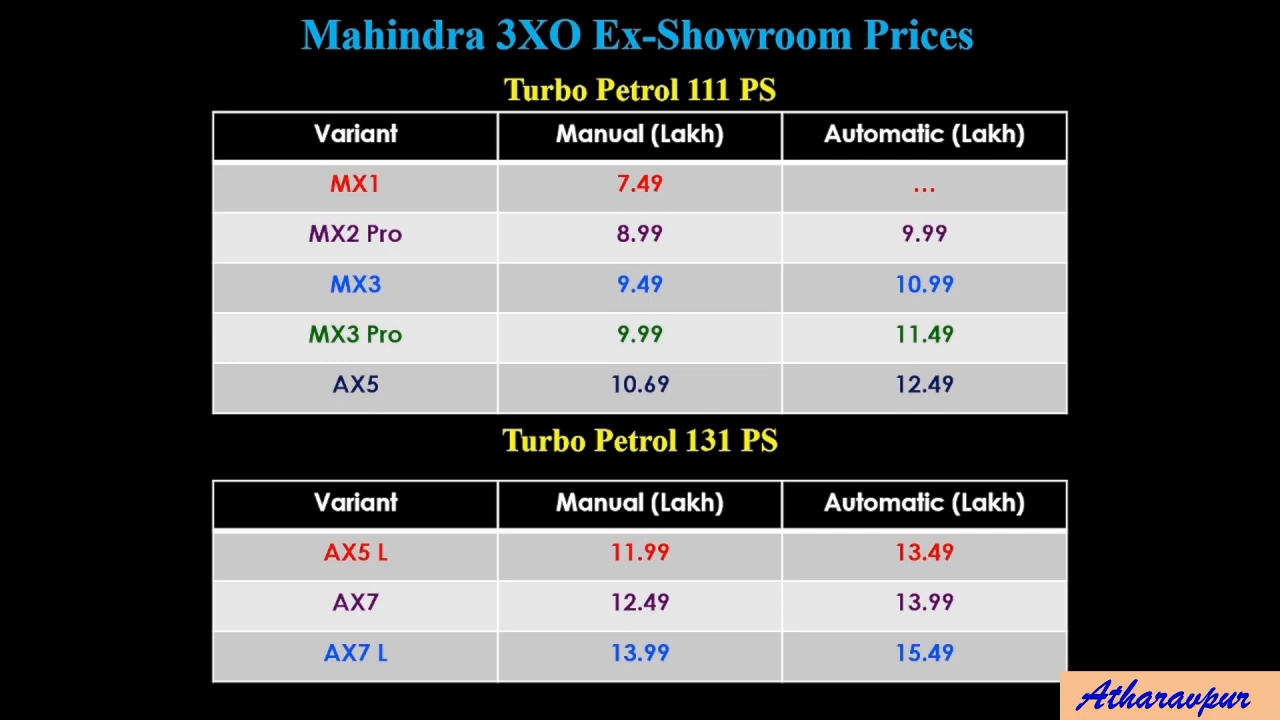 Mahindra 3XO Ex-Showroom Prices
Turbo Petrol 111 PS
Variant Manual (Lakh) Automatic (Lakh)
MX1 7.49 ...
MX2 Pro 8.99 9.99
MX3 9.49 10.99
MX3 Pro 9.99 11.49
AX5 10.69 12.49
Turbo Petrol 131 PS
Variant Manual (Lakh) Automatic (Lakh)
AX5 L 11.99 13.49
AX7 12.49 13.99
AX7 L 13.99 15.49
Atharavpur